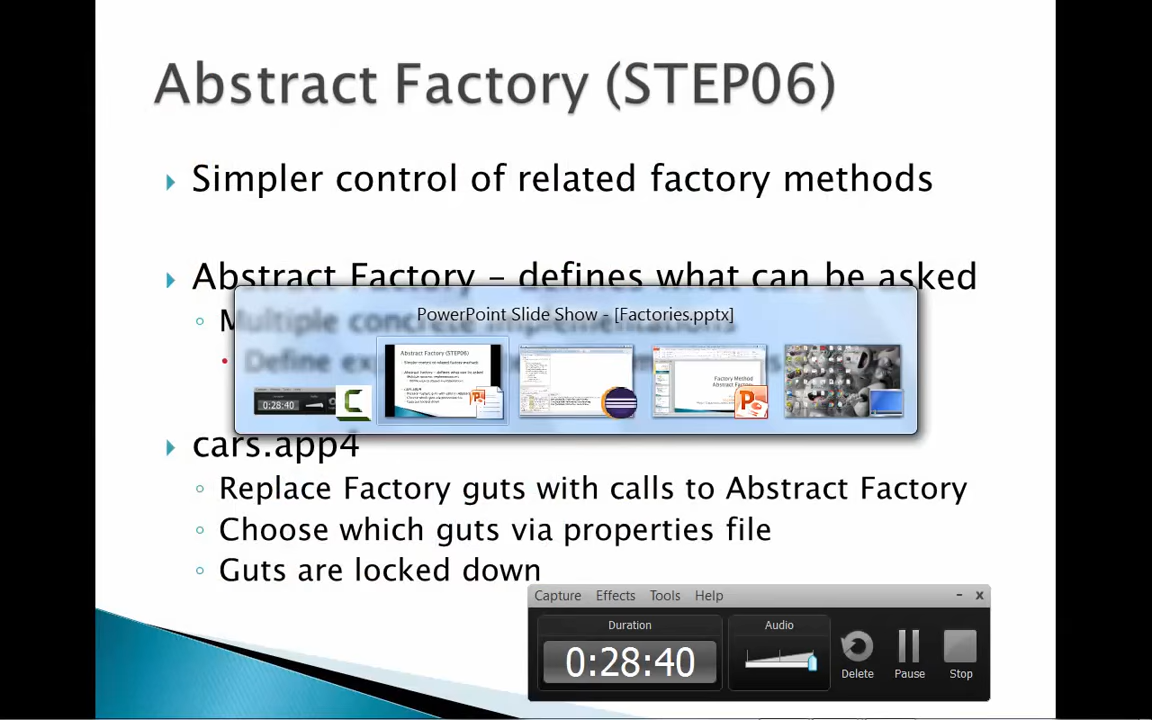 Abstract Factory (STEP06)
Simpler control of related factory methods
Abstract Factory – defines what can be asked
Multiple concrete implementations
PowerPoint Slide Show - [Factories.pptx]
Abstract Factory (STEP06)
Factory Method
0:28:40
cars.app4
Replace Factory guts with calls to Abstract Factory
Choose which guts via properties file
Guts are locked down
Capture Effects Tools Help
Duration
Audio
0:28:40
Delete
Pause
Stop